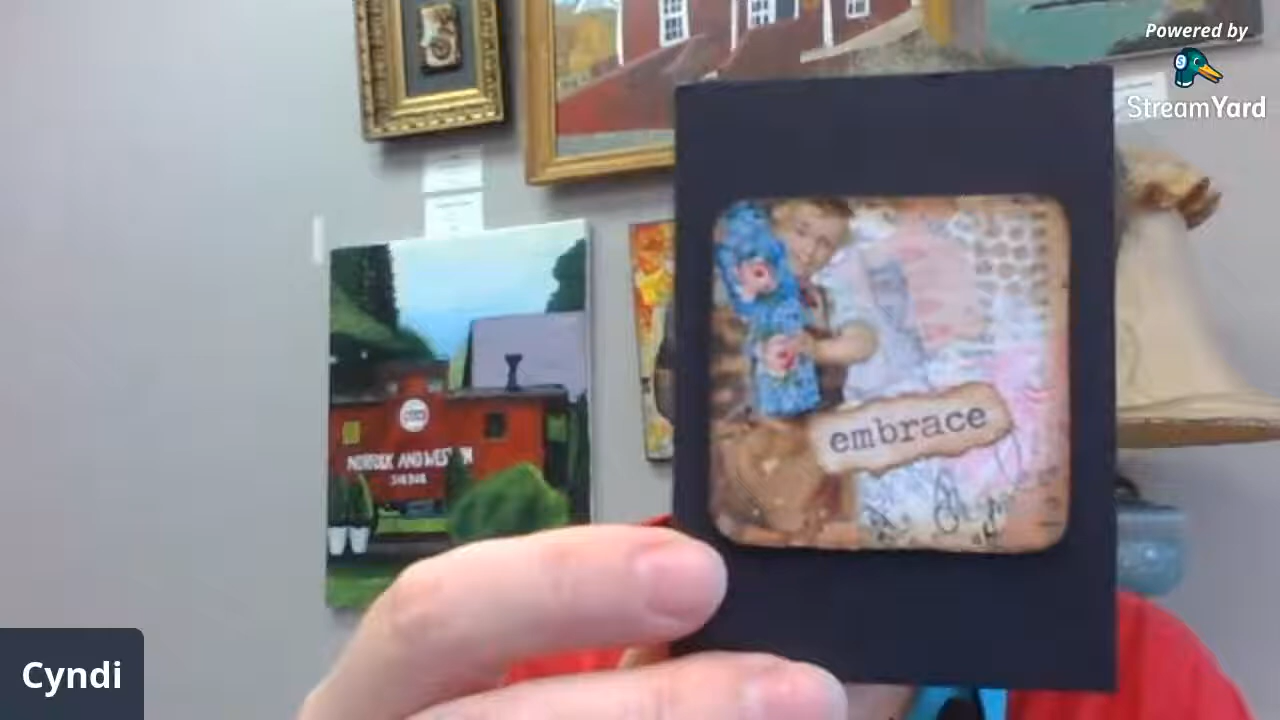 Powered by
StreamYard
NORFOLK AND WESTERN
embrace
Cyndi